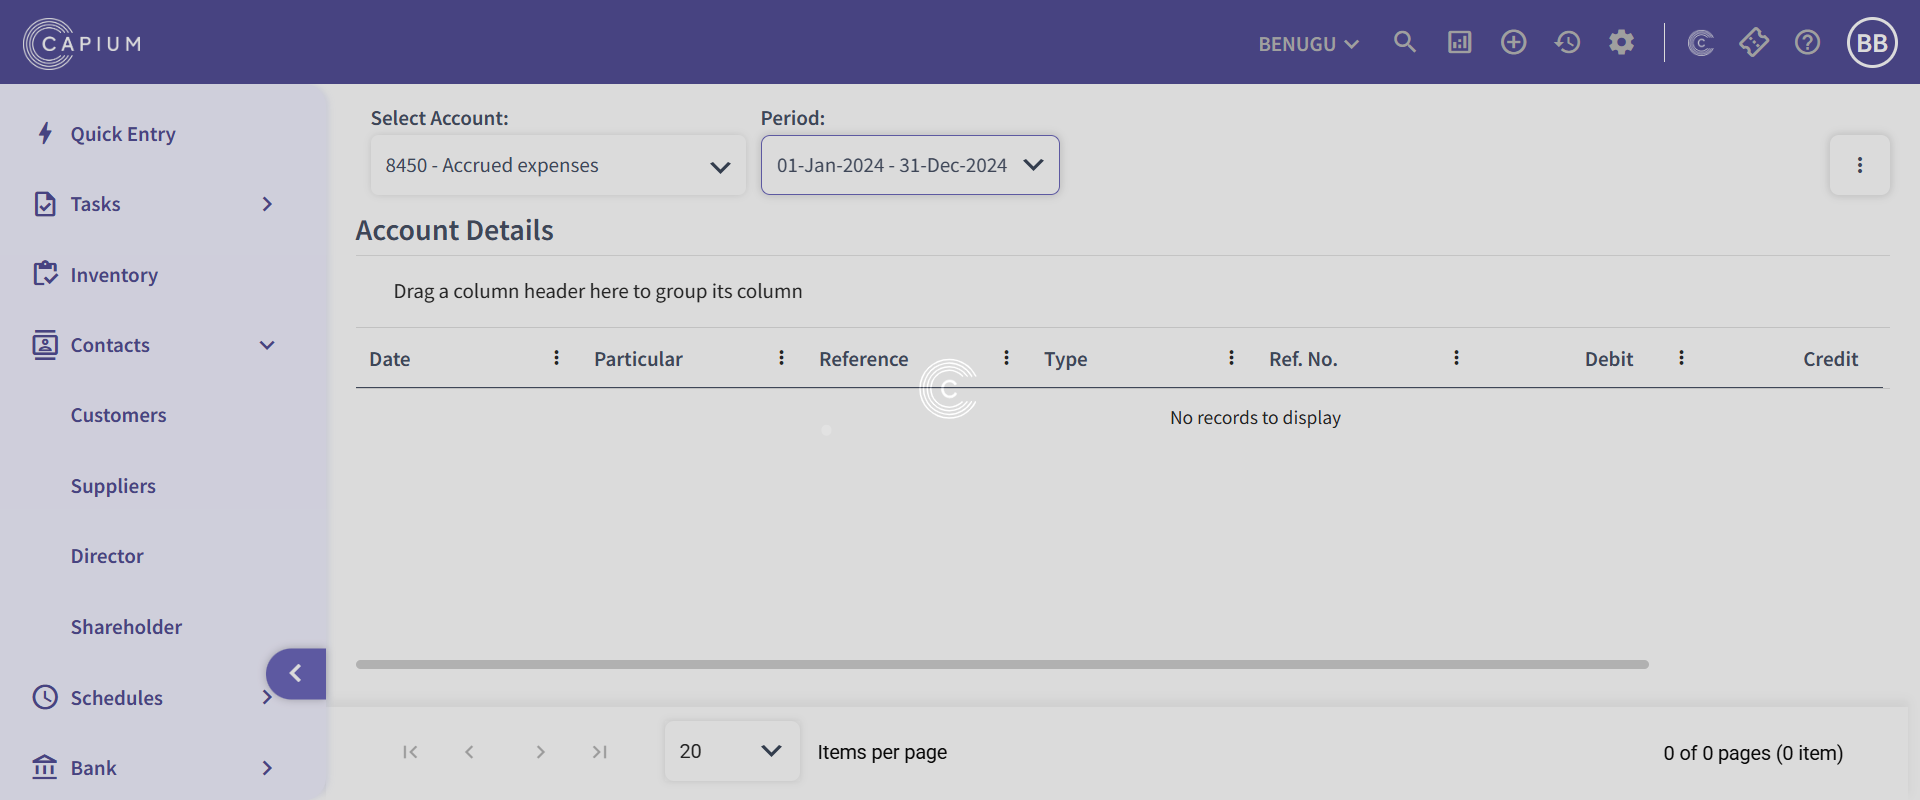 CAPIUM
BENUGU
BB
Quick Entry
Tasks
Inventory
Contacts
Customers
Suppliers
Director
Shareholder
Schedules
Bank
Select Account:
Period:
8450 - Accrued expenses
01-Jan-2024 - 31-Dec-2024
Account Details
Drag a column header here to group its column
Date Particular Reference Type Ref. No. Debit Credit
No records to display
20 Items per page
0 of 0 pages (0 item)